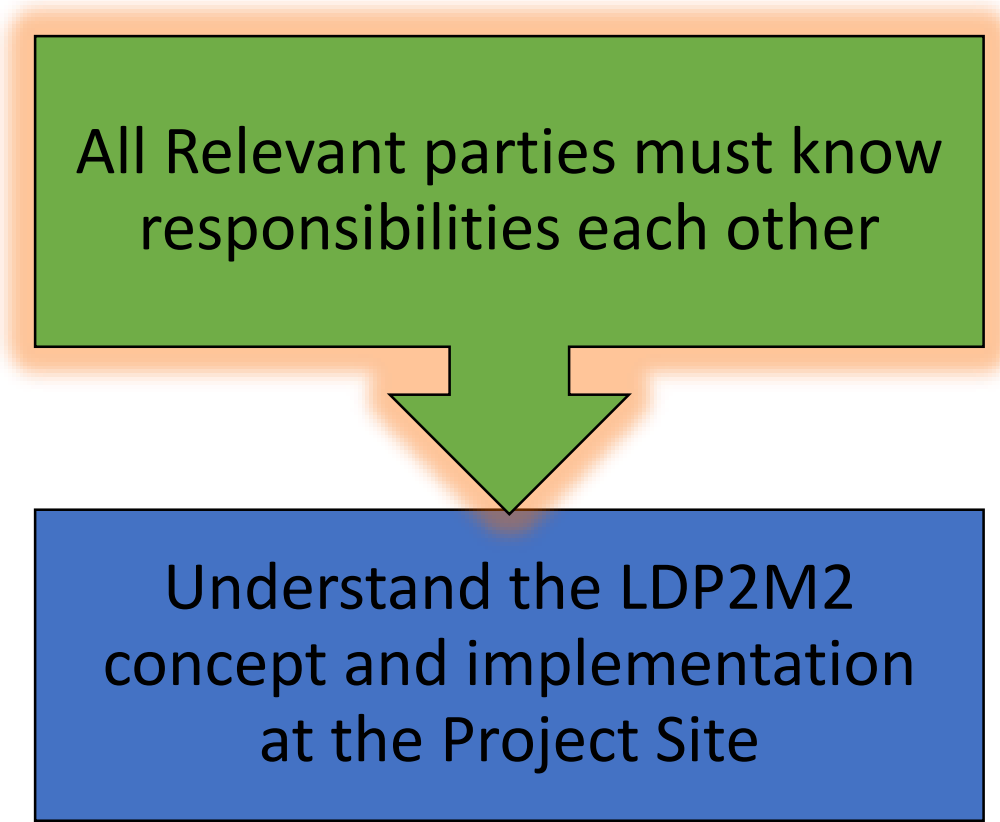 All Relevant parties must know
responsibilities each other
Understand the LDP2M2
concept and implementation
at the Project Site